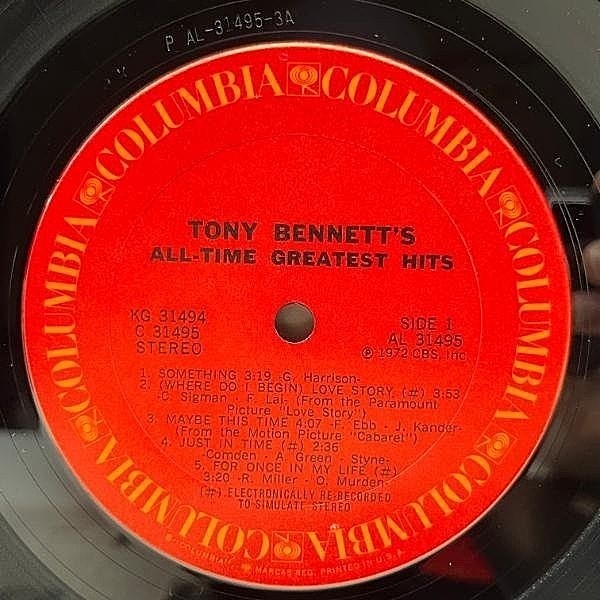 P AL-31495-3A
COLUMBIA COLUMBIA COLUMBIA COLUMBIA COLUMBIA COLUMBIA
TONY BENNETT'S
ALL-TIME GREATEST HITS
KG 31494
C 31495
STEREO
SIDE 1
AL 31495
Ⓟ 1972 CBS, Inc.
1. SOMETHING 3:19 -G. Harrison-
2. (WHERE DO I BEGIN) LOVE STORY (#) 3:53
-C. Sigman - F. Lai- (From the Paramount
Picture "Love Story")
3. MAYBE THIS TIME 4:07 -F. Ebb - J. Kander-
(From the Motion Picture "Cabaret")
4. JUST IN TIME (#) 2:36
-Comden - A. Green - Styne-
5. FOR ONCE IN MY LIFE (#)
3:20 -R. Miller - O. Murden-
(#) ELECTRONICALLY RE-RECORDED
TO SIMULATE STEREO
® "COLUMBIA", MARCAS REG. PRINTED IN U.S.A.